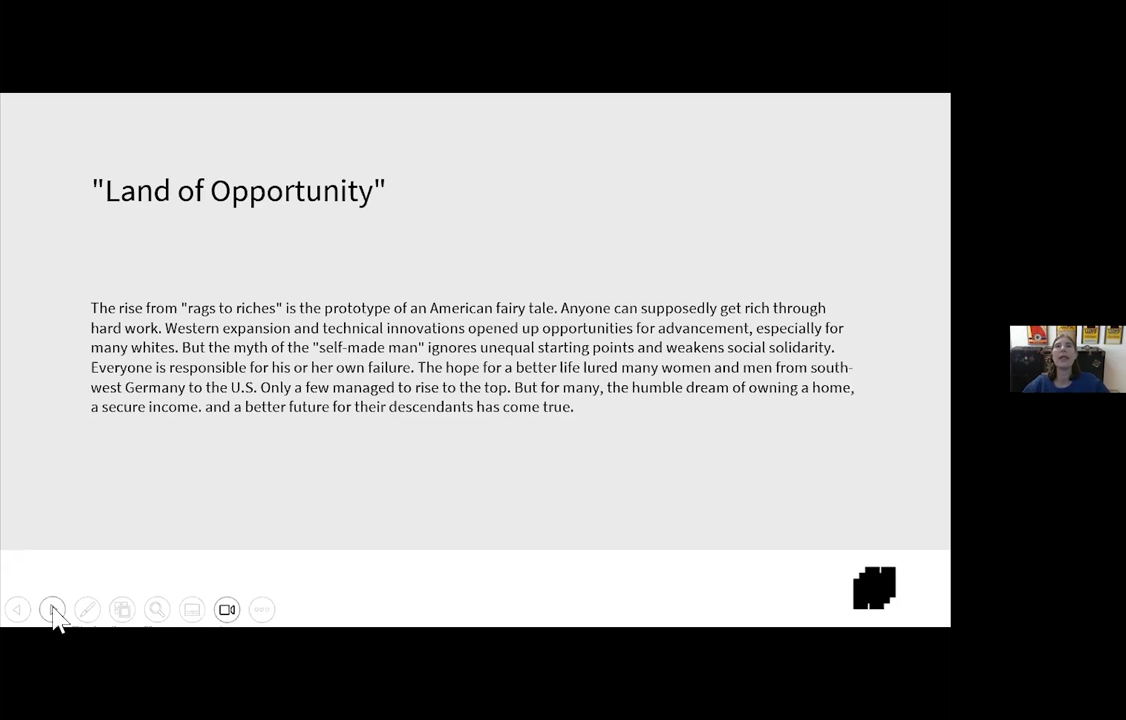 "Land of Opportunity"
The rise from "rags to riches" is the prototype of an American fairy tale. Anyone can supposedly get rich through
hard work. Western expansion and technical innovations opened up opportunities for advancement, especially for
many whites. But the myth of the "self-made man" ignores unequal starting points and weakens social solidarity.
Everyone is responsible for his or her own failure. The hope for a better life lured many women and men from south-
west Germany to the U.S. Only a few managed to rise to the top. But for many, the humble dream of owning a home,
a secure income. and a better future for their descendants has come true.